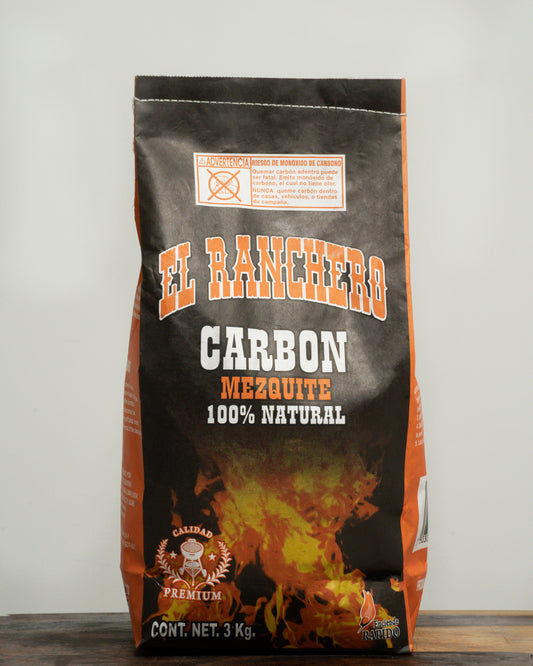 ADVERTENCIA RIESGO DE MONÓXIDO DE CARBONO
Quemar carbón adentro puede
ser fatal. Emite monóxido de
carbono, el cual no tiene olor.
NUNCA: queme carbón dentro
de casas, vehículos, o tiendas
de campaña.
EL RANCHERO
CARBON
MEZQUITE
100% NATURAL
CALIDAD
PREMIUM
CONT. NET. 3 Kg.
Enciende
RAPIDO